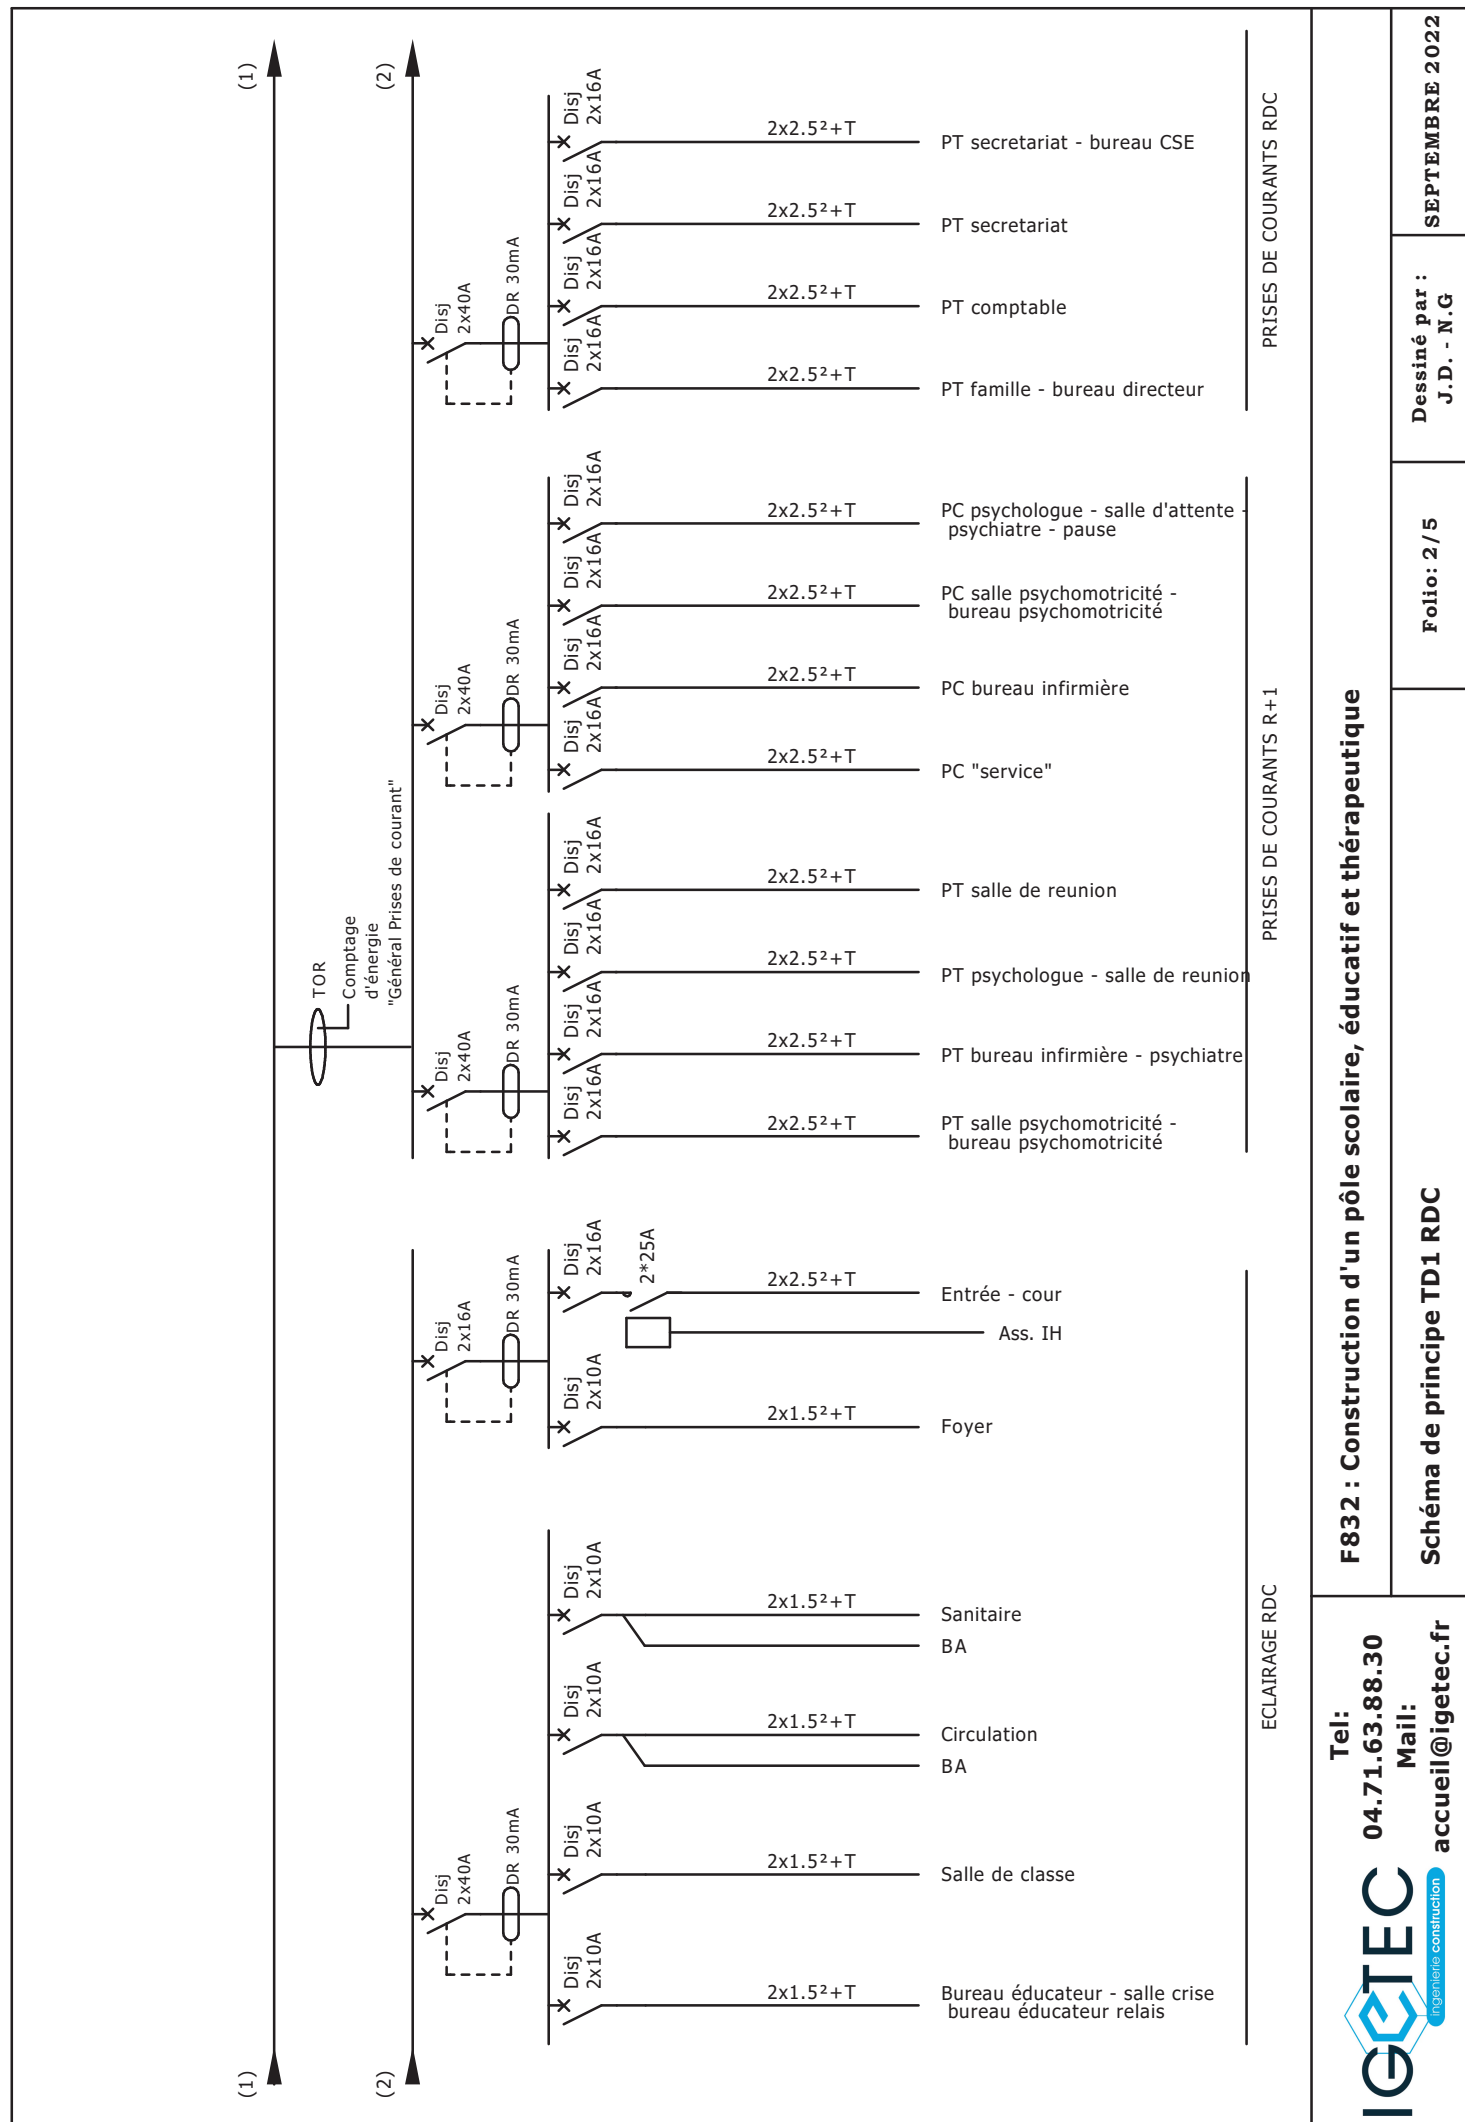 (1)
(1)
(2)
(2)
TOR
Comptage
d'énergie
"Général Prises de courant"
Disj
2x40A
DR 30mA
Disj
2x16A
2x2.5²+T
PT secretariat - bureau CSE
Disj
2x16A
2x2.5²+T
PT secretariat
Disj
2x16A
2x2.5²+T
PT comptable
Disj
2x16A
2x2.5²+T
PT famille - bureau directeur
PRISES DE COURANTS RDC
Disj
2x40A
DR 30mA
Disj
2x16A
2x2.5²+T
PC psychologue - salle d'attente -
psychiatre - pause
Disj
2x16A
2x2.5²+T
PC salle psychomotricité -
bureau psychomotricité
Disj
2x16A
2x2.5²+T
PC bureau infirmière
Disj
2x16A
2x2.5²+T
PC "service"
Disj
2x40A
DR 30mA
Disj
2x16A
2x2.5²+T
PT salle de reunion
Disj
2x16A
2x2.5²+T
PT psychologue - salle de reunion
Disj
2x16A
2x2.5²+T
PT bureau infirmière - psychiatre
Disj
2x16A
2x2.5²+T
PT salle psychomotricité -
bureau psychomotricité
PRISES DE COURANTS R+1
Disj
2x16A
DR 30mA
Disj
2x16A
2*25A
2x2.5²+T
Entrée - cour
Ass. IH
Disj
2x10A
2x1.5²+T
Foyer
Disj
2x40A
DR 30mA
Disj
2x10A
2x1.5²+T
Sanitaire
BA
Disj
2x10A
2x1.5²+T
Circulation
BA
Disj
2x10A
2x1.5²+T
Salle de classe
Disj
2x10A
2x1.5²+T
Bureau éducateur - salle crise
bureau éducateur relais
ECLAIRAGE RDC
IGETEC
ingenierie construction
Tel:
04.71.63.88.30
Mail:
accueil@igetec.fr
F832 : Construction d'un pôle scolaire, éducatif et thérapeutique
Schéma de principe TD1 RDC
Folio: 2/5
Dessiné par :
J.D. - N.G
SEPTEMBRE 2022